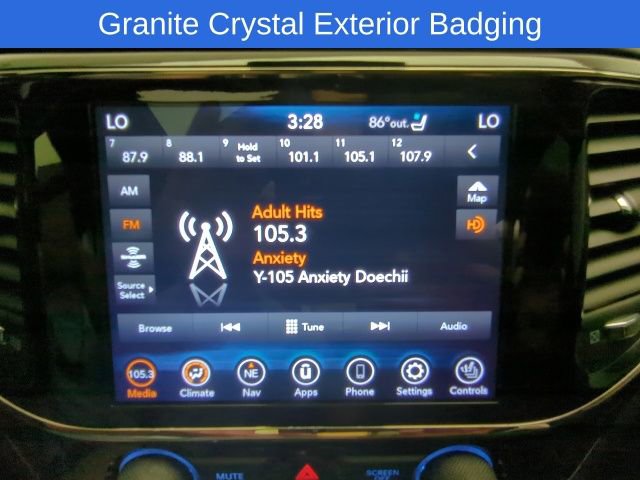 Granite Crystal Exterior Badging
LO 3:28 86°out. LO
7 87.9 8 88.1 9 Hold to Set 10 101.1 11 105.1 12 107.9
AM
Map
FM
Adult Hits
HD
105.3
Anxiety
SiriusXM
Y-105 Anxiety Doechii
Source
Select
Browse Tune Audio
105.3 NE
Media Climate Nav Apps Phone Settings Controls
MUTE SCREEN
OFF